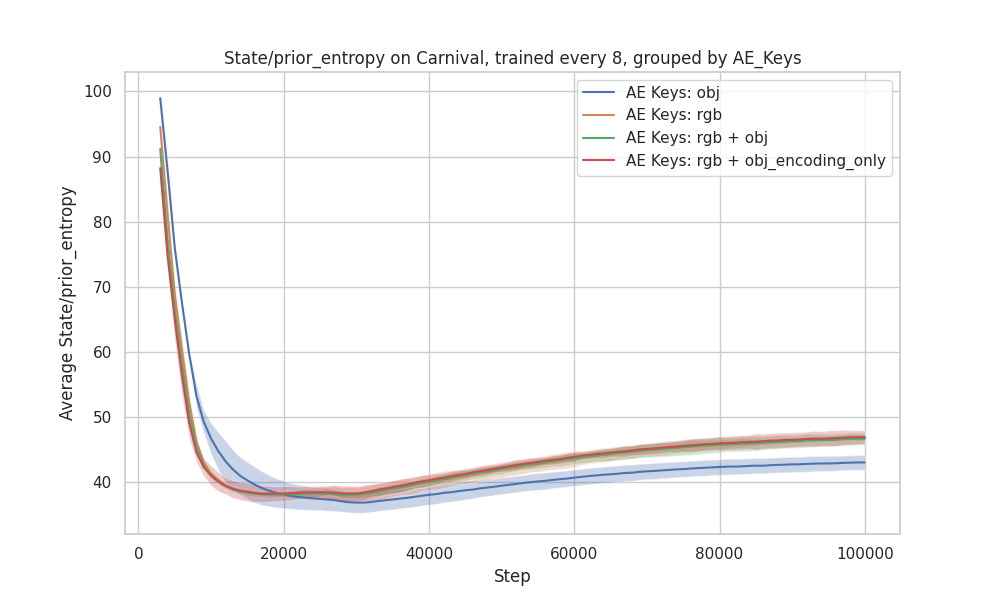 State/prior_entropy on Carnival, trained every 8, grouped by AE_Keys
AE Keys: obj
AE Keys: rgb
AE Keys: rgb + obj
AE Keys: rgb + obj_encoding_only
Average State/prior_entropy
100
90
80
70
60
50
40
0
20000
40000
60000
80000
100000
Step